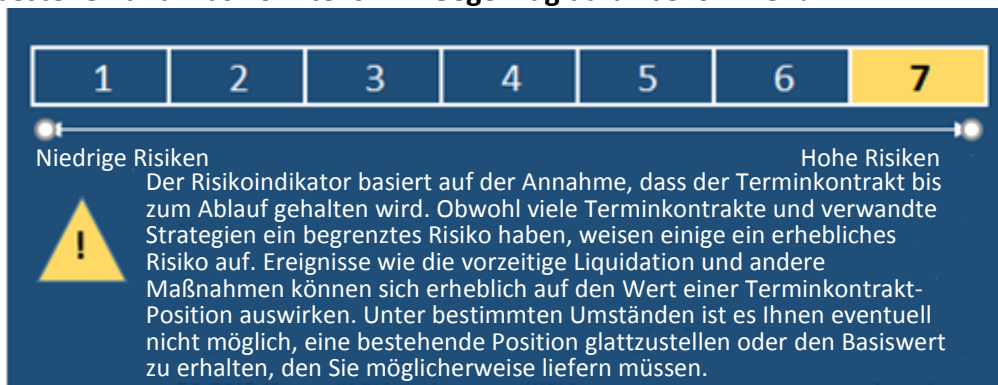 1 2 3 4 5 6 7
Niedrige Risiken Hohe Risiken
Der Risikoindikator basiert auf der Annahme, dass der Terminkontrakt bis
zum Ablauf gehalten wird. Obwohl viele Terminkontrakte und verwandte
! Strategien ein begrenztes Risiko haben, weisen einige ein erhebliches
Risiko auf. Ereignisse wie die vorzeitige Liquidation und andere
Maßnahmen können sich erheblich auf den Wert einer Terminkontrakt-
Position auswirken. Unter bestimmten Umständen ist es Ihnen eventuell
nicht möglich, eine bestehende Position glattzustellen oder den Basiswert
zu erhalten, den Sie möglicherweise liefern müssen.